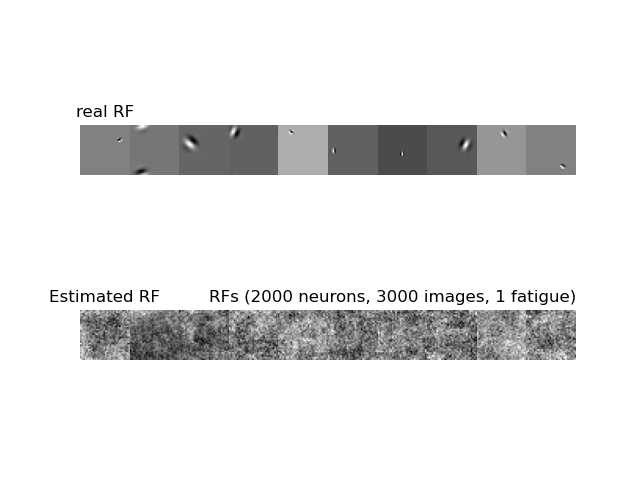 real RF
Estimated RF
RFs (2000 neurons, 3000 images, 1 fatigue)